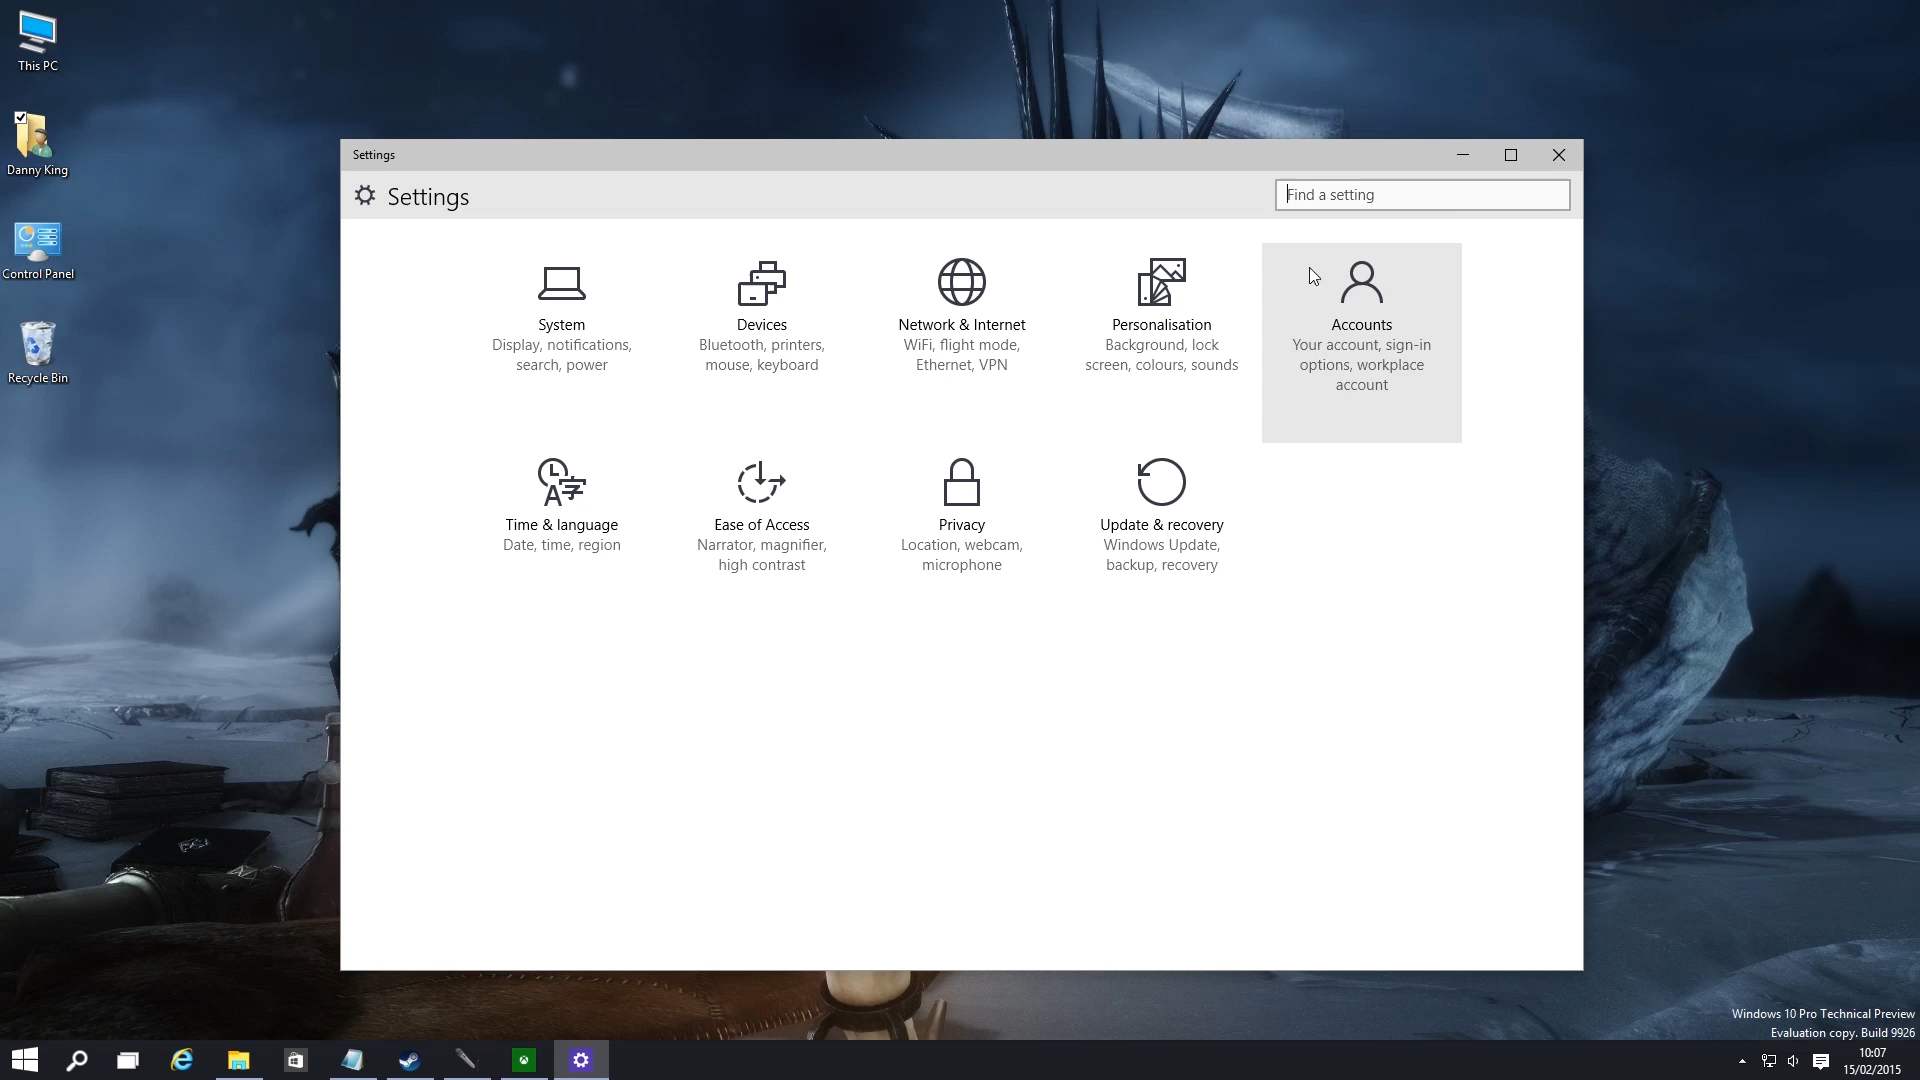 This PC
Danny King
Control Panel
Recycle Bin
Settings
Settings
Find a setting
System
Display, notifications,
search, power
Devices
Bluetooth, printers,
mouse, keyboard
Network & Internet
WiFi, flight mode,
Ethernet, VPN
Personalisation
Background, lock
screen, colours, sounds
Accounts
Your account, sign-in
options, workplace
account
Time & language
Date, time, region
Ease of Access
Narrator, magnifier,
high contrast
Privacy
Location, webcam,
microphone
Update & recovery
Windows Update,
backup, recovery
Windows 10 Pro Technical Preview
Evaluation copy. Build 9926
10:07
15/02/2015